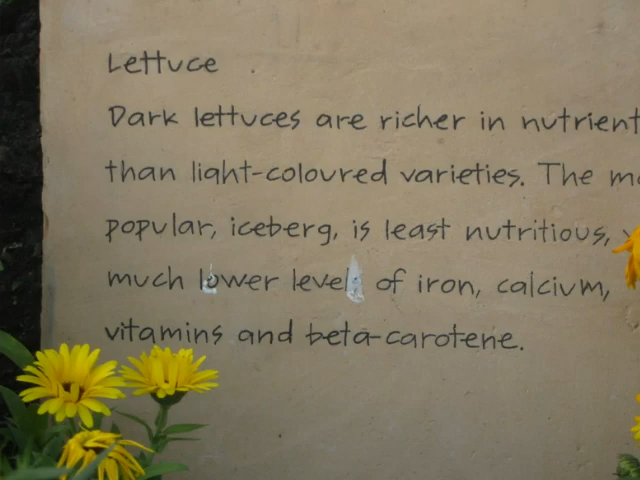 Lettuce
Dark lettuces are richer in nutrient
than light-coloured varieties. The
popular, iceberg, is least nutritious,
much lower level of iron, calcium,
vitamins and beta-carotene.